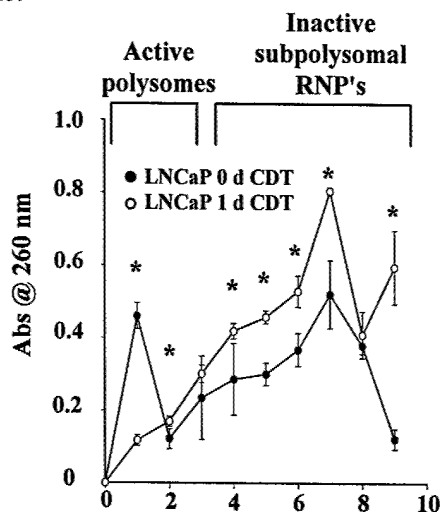 Active
polysomes
Inactive
subpolysomal
RNP's
1.0
● LNCaP 0 d CDT
○ LNCaP 1 d CDT
0.8
0.6
0.4
0.2
0
Abs @ 260 nm
*
*
*
*
*
*
*
0 2 4 6 8 10